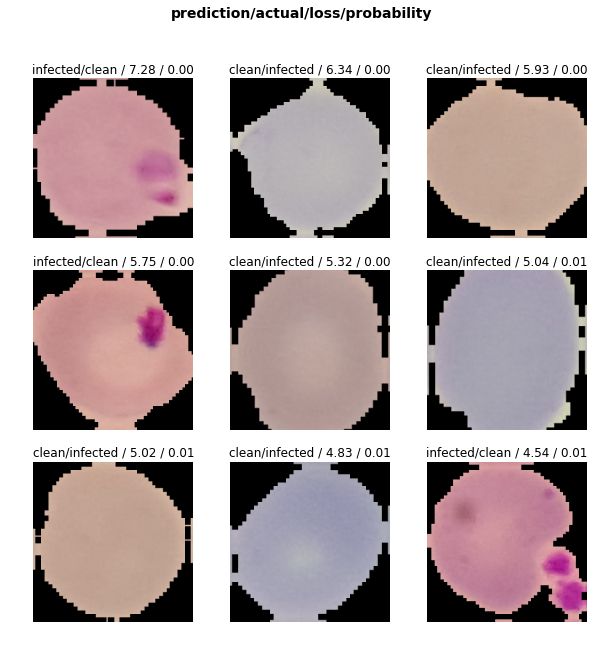 prediction/actual/loss/probability
infected/clean / 7.28 / 0.00
clean/infected / 6.34 / 0.00
clean/infected / 5.93 / 0.00
infected/clean / 5.75 / 0.00
clean/infected / 5.32 / 0.00
clean/infected / 5.04 / 0.01
clean/infected / 5.02 / 0.01
clean/infected / 4.83 / 0.01
infected/clean / 4.54 / 0.01